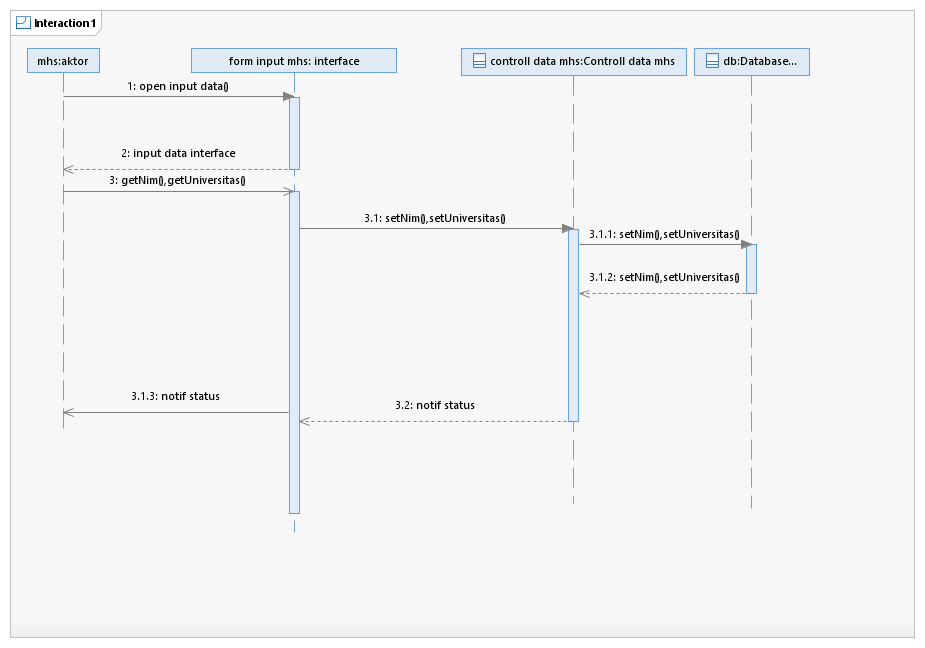 Interaction1
mhs:aktor
form input mhs: interface
controll data mhs:Controll data mhs
db:Database...
1: open input data()
2: input data interface
3: getNim(),getUniversitas()
3.1: setNim(),setUniversitas()
3.1.1: setNim(),setUniversitas()
3.1.2: setNim(),setUniversitas()
3.1.3: notif status
3.2: notif status